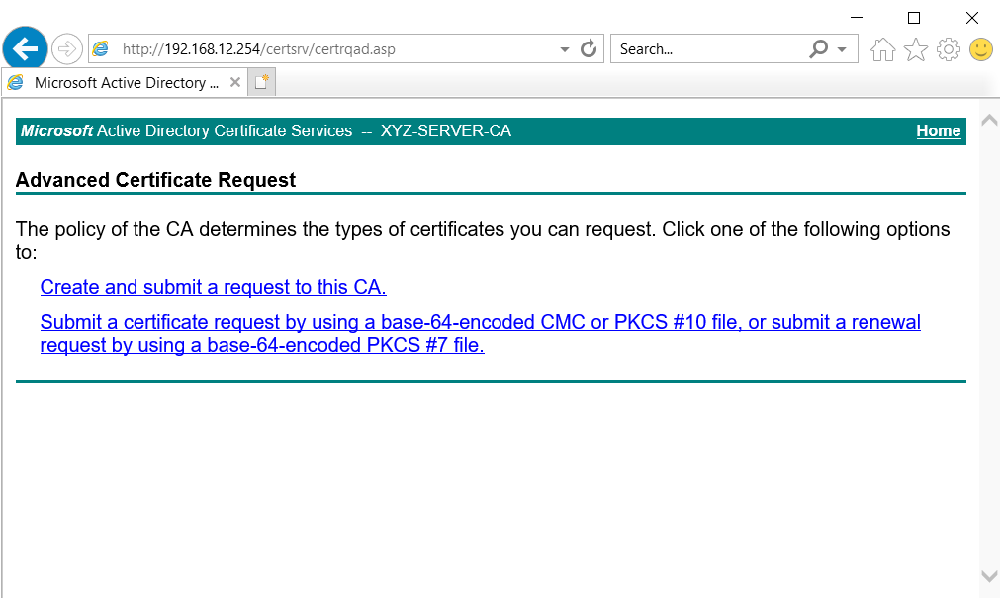 http://192.168.12.254/certsrv/certrqad.asp
Search...
Microsoft Active Directory ...
Microsoft Active Directory Certificate Services -- XYZ-SERVER-CA
Home
Advanced Certificate Request
The policy of the CA determines the types of certificates you can request. Click one of the following options
to:
Create and submit a request to this CA.
Submit a certificate request by using a base-64-encoded CMC or PKCS #10 file, or submit a renewal
request by using a base-64-encoded PKCS #7 file.